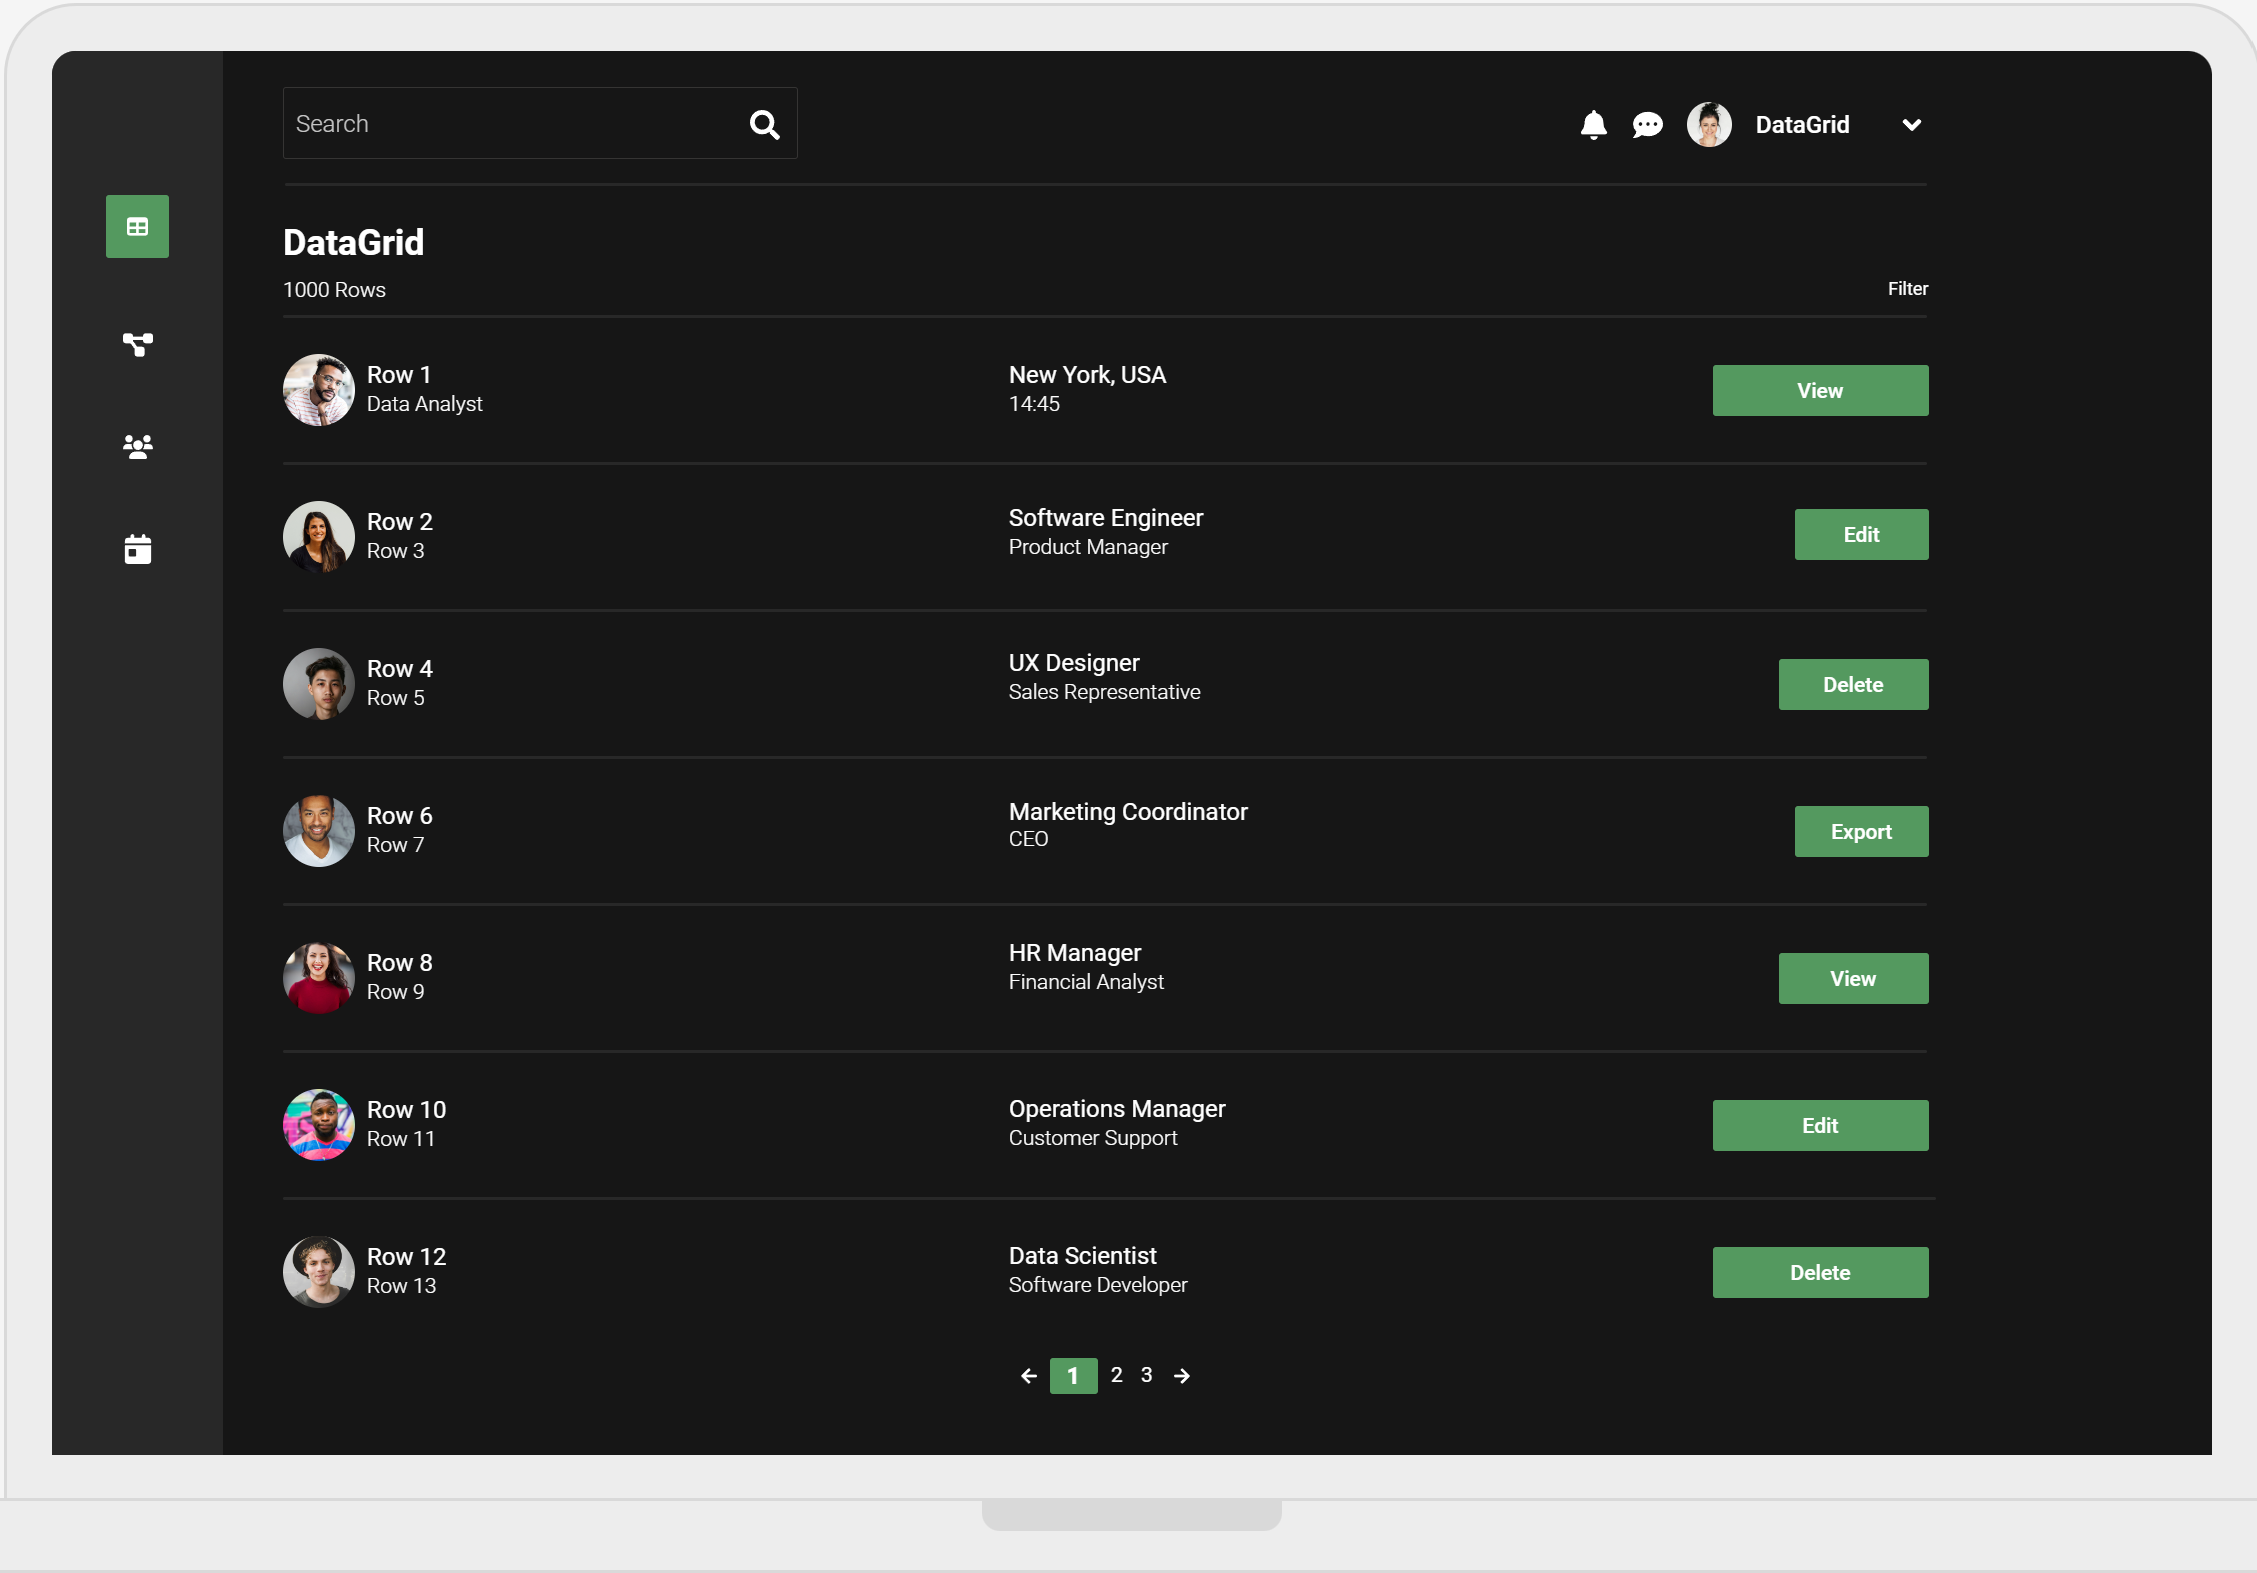 Search
DataGrid
DataGrid
1000 Rows
Filter
Row 1
Data Analyst
New York, USA
14:45
View
Row 2
Row 3
Software Engineer
Product Manager
Edit
Row 4
Row 5
UX Designer
Sales Representative
Delete
Row 6
Row 7
Marketing Coordinator
CEO
Export
Row 8
Row 9
HR Manager
Financial Analyst
View
Row 10
Row 11
Operations Manager
Customer Support
Edit
Row 12
Row 13
Data Scientist
Software Developer
Delete
1 2 3